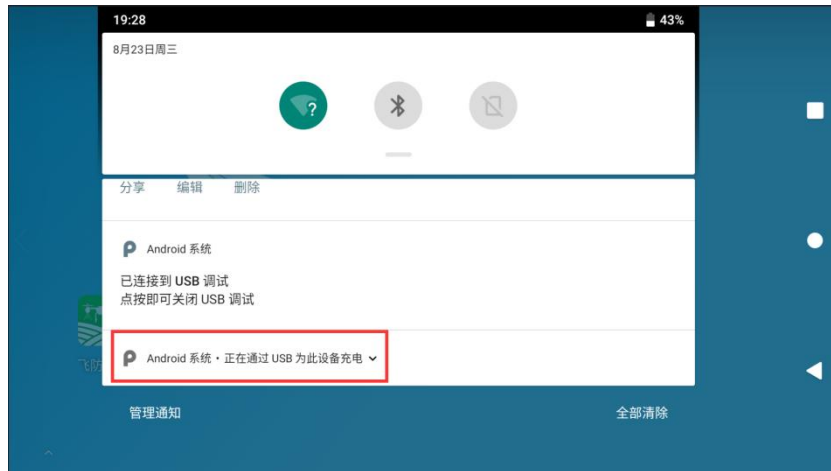 19:28
43%
8月23日周三
?
分享 编辑 删除
Android 系统
已连接到 USB 调试
点按即可关闭 USB 调试
Android 系统・正在通过 USB 为此设备充电
飞防
管理通知
全部清除